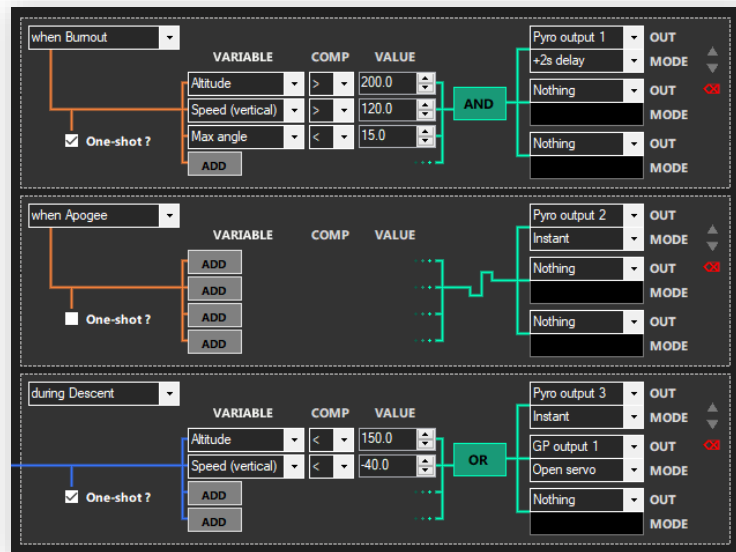 when Burnout
VARIABLE COMP VALUE
Pyro output 1 OUT
+2s delay MODE
Altitude > 200.0
Nothing OUT
Speed (vertical) > 120.0
AND
MODE
Max angle < 15.0
One-shot ?
Nothing OUT
ADD
MODE
when Apogee
VARIABLE COMP VALUE
Pyro output 2 OUT
Instant MODE
ADD
Nothing OUT
ADD
MODE
ADD
One-shot ?
Nothing OUT
ADD
MODE
during Descent
VARIABLE COMP VALUE
Pyro output 3 OUT
Instant MODE
Altitude < 150.0
GP output 1 OUT
Speed (vertical) < -40.0
OR
Open servo MODE
ADD
One-shot ?
Nothing OUT
ADD
MODE